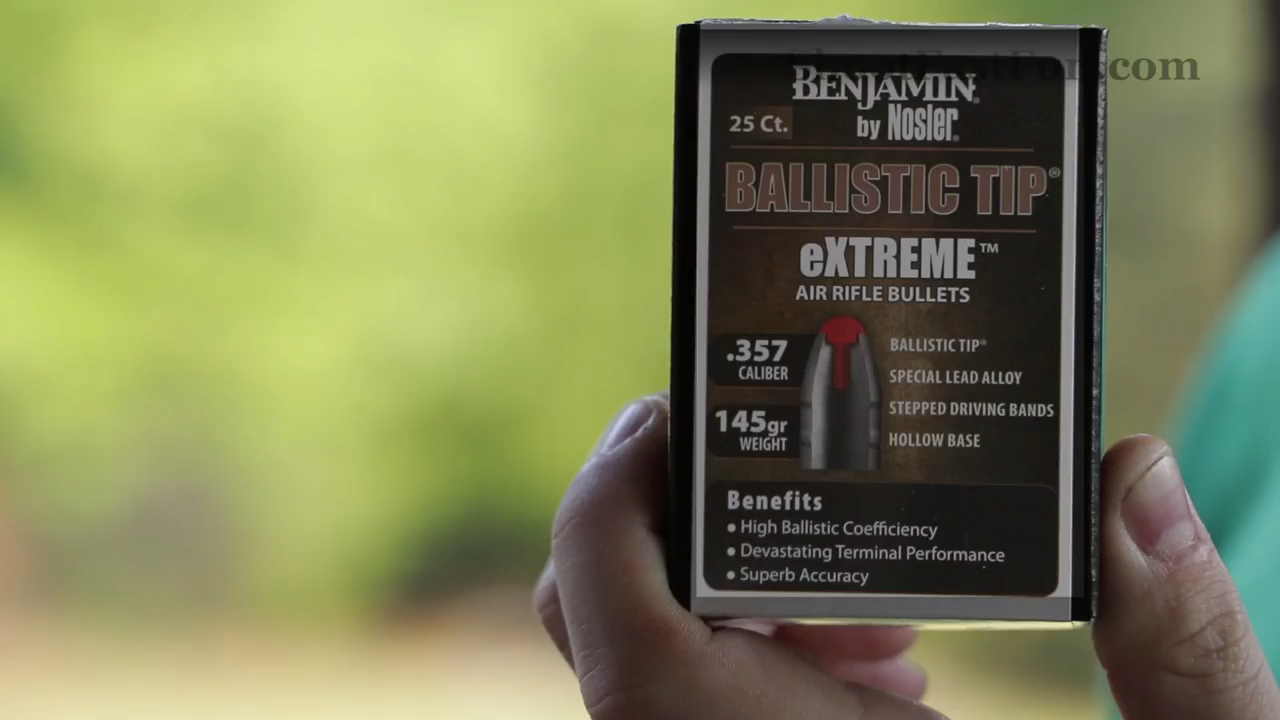 BENJAMIN®
by Nosler®
25 Ct.
BALLISTIC TIP®
eXTREME™
AIR RIFLE BULLETS
.357
CALIBER
145gr
WEIGHT
BALLISTIC TIP®
SPECIAL LEAD ALLOY
STEPPED DRIVING BANDS
HOLLOW BASE
Benefits
• High Ballistic Coefficiency
• Devastating Terminal Performance
• Superb Accuracy